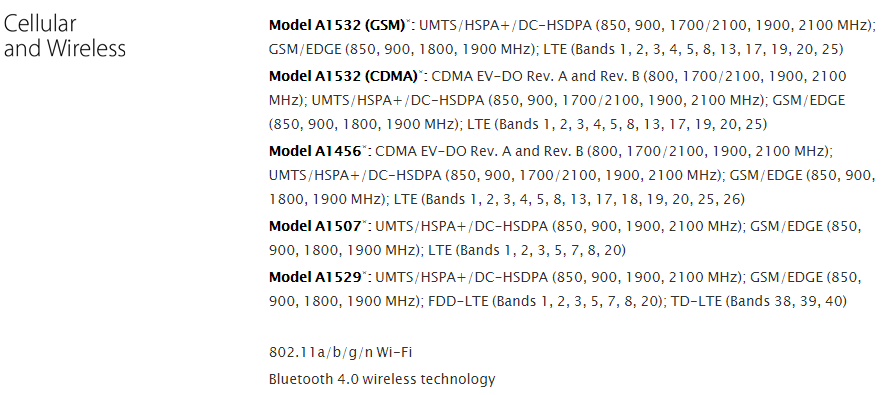 Cellular
and Wireless
Model A1532 (GSM)*: UMTS/HSPA+/DC-HSDPA (850, 900, 1700/2100, 1900, 2100 MHz);
GSM/EDGE (850, 900, 1800, 1900 MHz); LTE (Bands 1, 2, 3, 4, 5, 8, 13, 17, 19, 20, 25)
Model A1532 (CDMA)*: CDMA EV-DO Rev. A and Rev. B (800, 1700/2100, 1900, 2100
MHz); UMTS/HSPA+/DC-HSDPA (850, 900, 1700/2100, 1900, 2100 MHz); GSM/EDGE
(850, 900, 1800, 1900 MHz); LTE (Bands 1, 2, 3, 4, 5, 8, 13, 17, 19, 20, 25)
Model A1456*: CDMA EV-DO Rev. A and Rev. B (800, 1700/2100, 1900, 2100 MHz);
UMTS/HSPA+/DC-HSDPA (850, 900, 1700/2100, 1900, 2100 MHz); GSM/EDGE (850, 900,
1800, 1900 MHz); LTE (Bands 1, 2, 3, 4, 5, 8, 13, 17, 18, 19, 20, 25, 26)
Model A1507*: UMTS/HSPA+/DC-HSDPA (850, 900, 1900, 2100 MHz); GSM/EDGE (850,
900, 1800, 1900 MHz); LTE (Bands 1, 2, 3, 5, 7, 8, 20)
Model A1529*: UMTS/HSPA+/DC-HSDPA (850, 900, 1900, 2100 MHz); GSM/EDGE (850,
900, 1800, 1900 MHz); FDD-LTE (Bands 1, 2, 3, 5, 7, 8, 20); TD-LTE (Bands 38, 39, 40)
802.11a/b/g/n Wi-Fi
Bluetooth 4.0 wireless technology